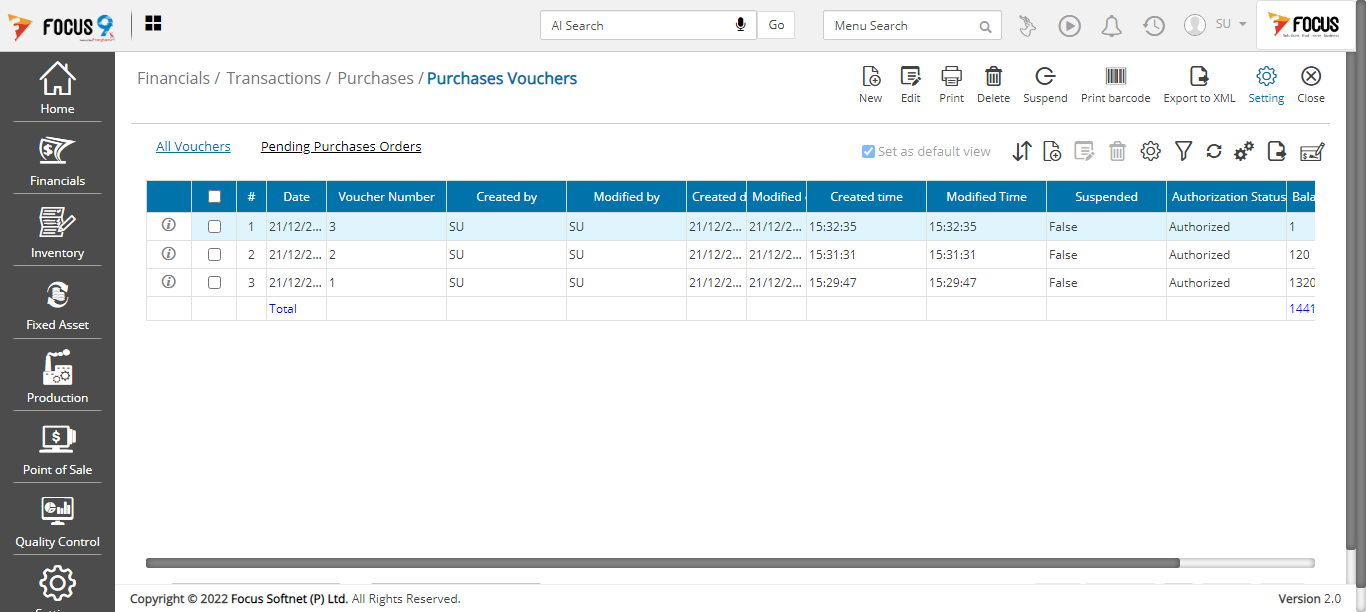 FOCUS 9
AI Search
Go
Menu Search
SU
FOCUS
Home
Financials
Inventory
Fixed Asset
Production
Point of Sale
Quality Control
Financials / Transactions / Purchases / Purchases Vouchers
New
Edit
Print
Delete
Suspend
Print barcode
Export to XML
Setting
Close
All Vouchers
Pending Purchases Orders
Set as default view
# Date Voucher Number Created by Modified by Created d Modified Created time Modified Time Suspended Authorization Status Bala
1 21/12/2... 3 SU SU 21/12/2... 21/12/2... 15:32:35 15:32:35 False Authorized 1
2 21/12/2... 2 SU SU 21/12/2... 21/12/2... 15:31:31 15:31:31 False Authorized 120
3 21/12/2... 1 SU SU 21/12/2... 21/12/2... 15:29:47 15:29:47 False Authorized 1320
Total 1441
Copyright © 2022 Focus Softnet (P) Ltd. All Rights Reserved.
Version 2.0